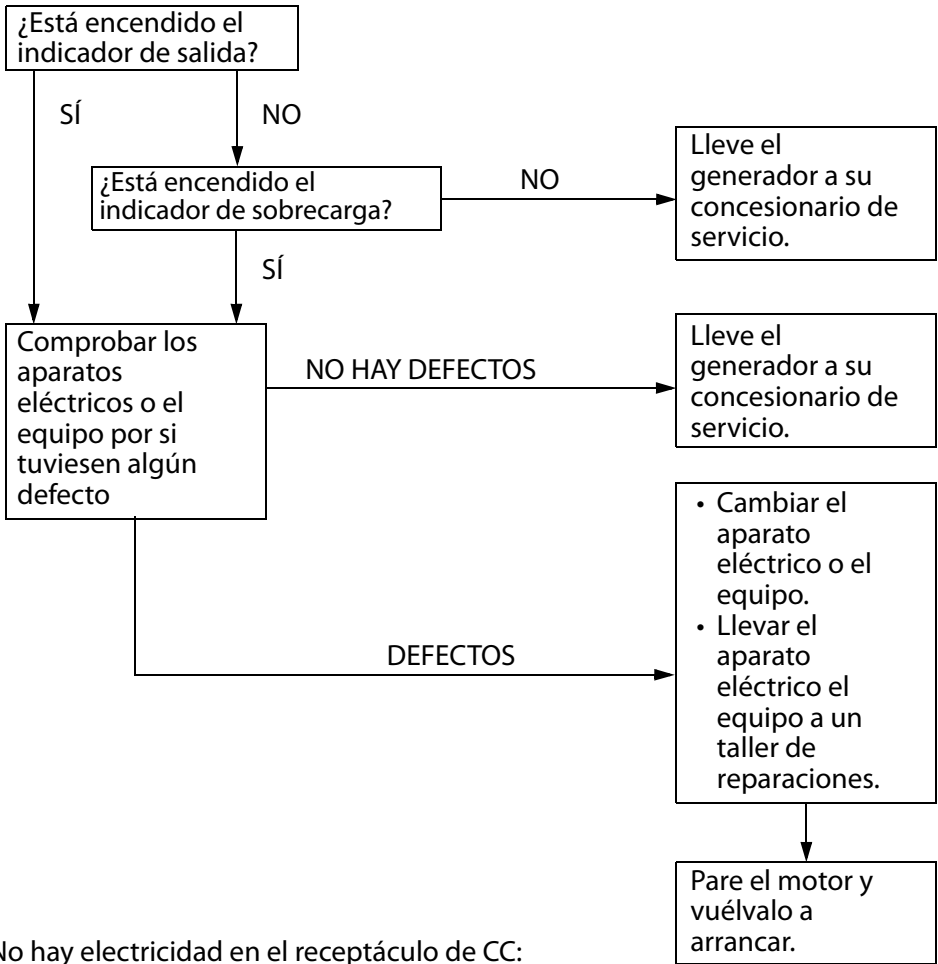 ¿Está encendido el
indicador de salida?
SÍ
NO
¿Está encendido el
indicador de sobrecarga?
NO
Lleve el
generador a su
concesionario de
servicio.
SÍ
Comprobar los
aparatos
eléctricos o el
equipo por si
tuviesen algún
defecto
NO HAY DEFECTOS
Lleve el
generador a su
concesionario de
servicio.
DEFECTOS
• Cambiar el
aparato
eléctrico o el
equipo.
• Llevar el
aparato
eléctrico el
equipo a un
taller de
reparaciones.
Pare el motor y
vuélvalo a
arrancar.
No hay electricidad en el receptáculo de CC: